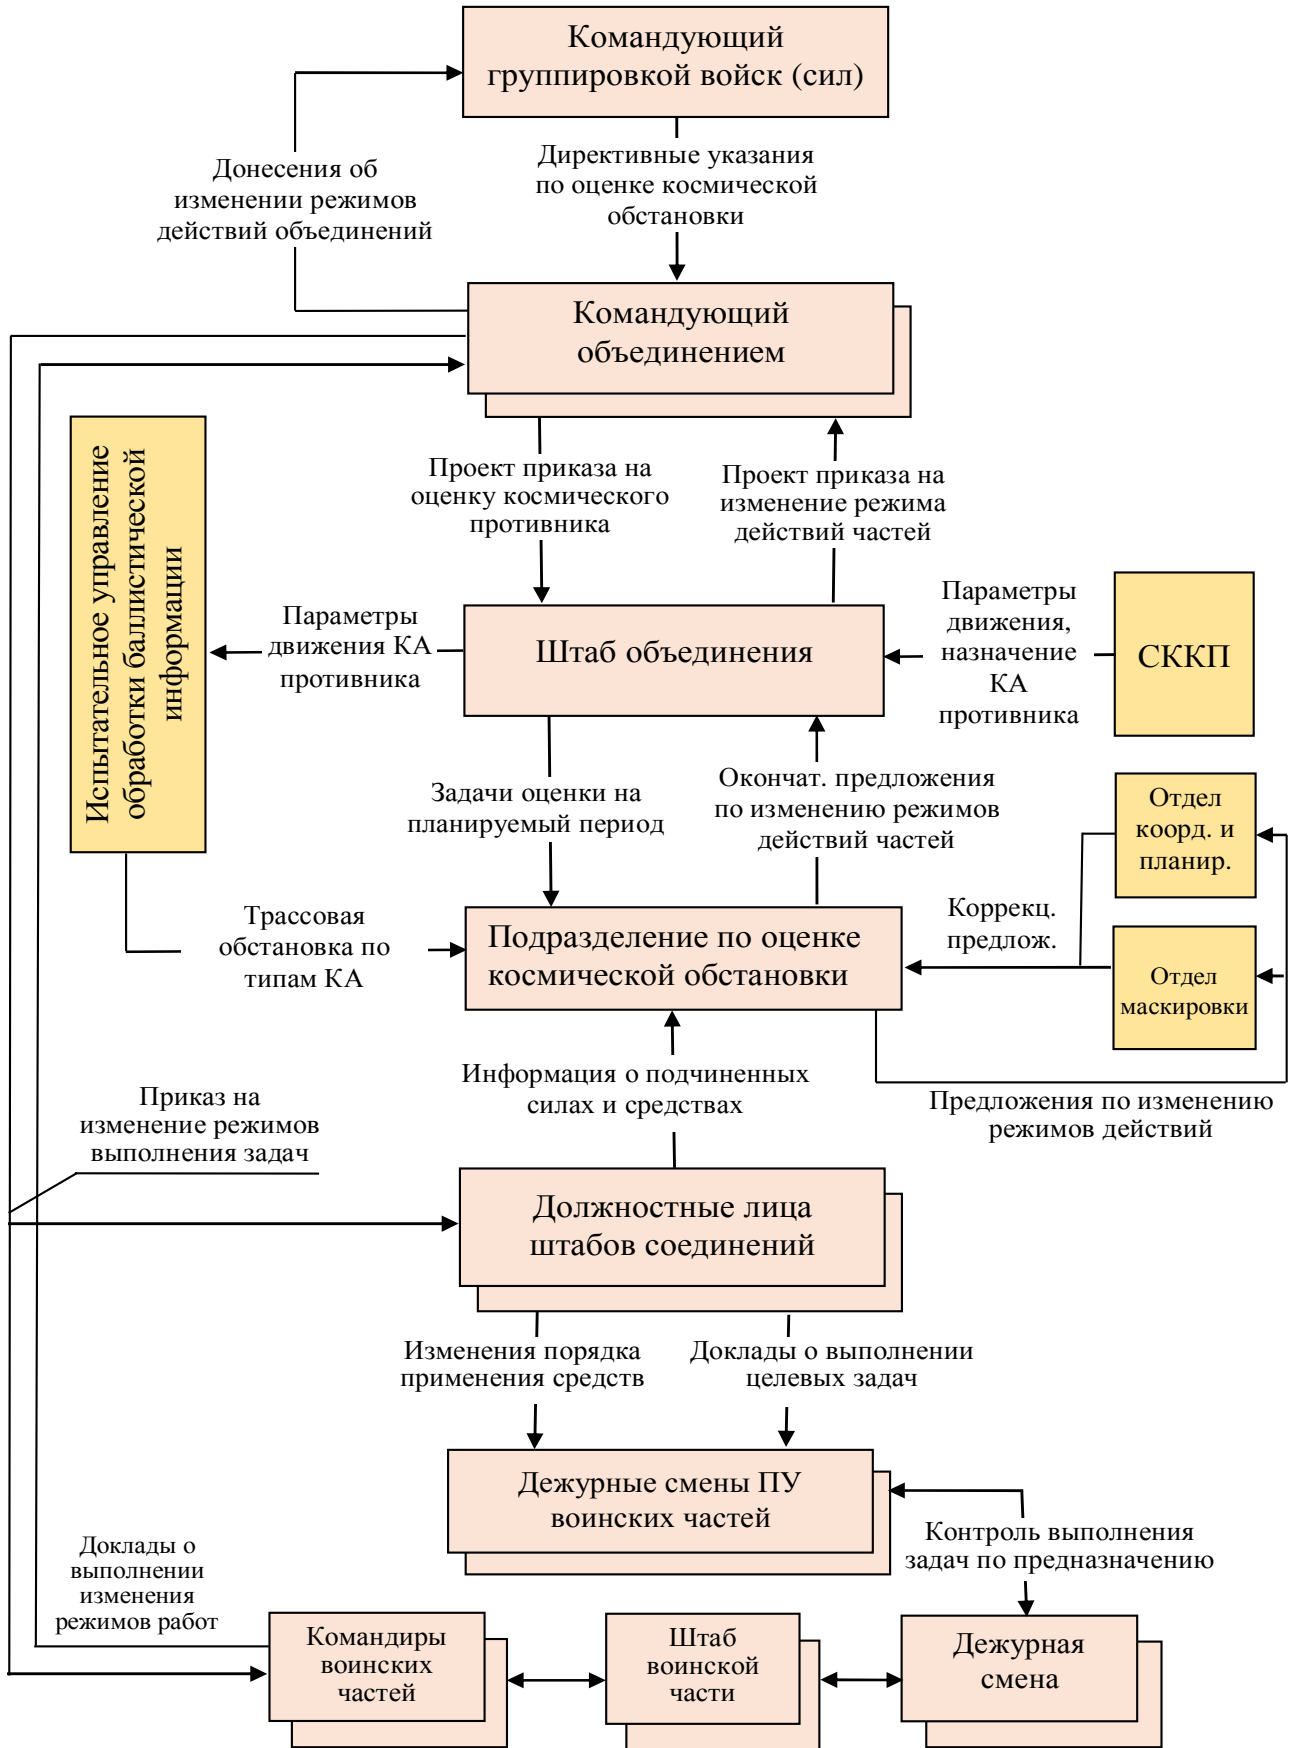 Командующий
группировкой войск (сил)
Донесения об
изменении режимов
действий объединений
Директивные указания
по оценке космической
обстановки
Командующий
объединением
Испытательное управление
обработки баллистической
информации
Проект приказа на
оценку космического
противника
Проект приказа на
изменение режима
действий частей
Параметры
движения КА
противника
Штаб объединения
Параметры
движения,
назначение
КА
противника
СККП
Задачи оценки на
планируемый период
Окончат. предложения
по изменению режимов
действий частей
Отдел
коорд. и
планир.
Трассовая
обстановка по
типам КА
Подразделение по оценке
космической обстановки
Коррекц.
предлож.
Отдел
маскировки
Информация о подчиненных
силах и средствах
Предложения по изменению
режимов действий
Приказ на
изменение режимов
выполнения задач
Должностные лица
штабов соединений
Изменения порядка
применения средств
Доклады о выполнении
целевых задач
Дежурные смены ПУ
воинских частей
Контроль выполнения
задач по предназначению
Доклады о
выполнении
изменения
режимов работ
Командиры
воинских
частей
Штаб
воинской
части
Дежурная
смена